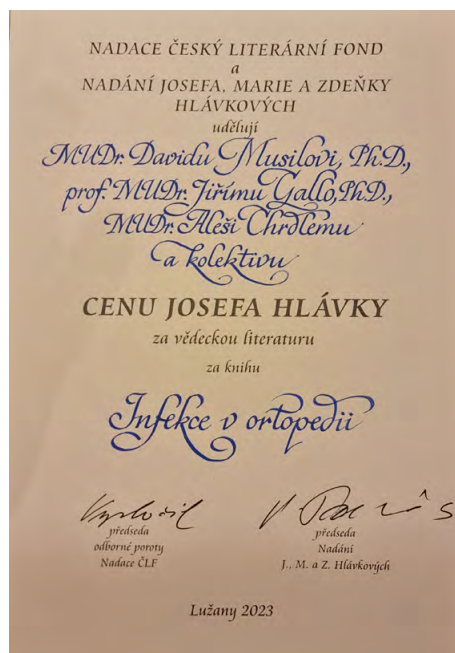 NADACE ČESKÝ LITERÁRNÍ FOND
a
NADÁNÍ JOSEFA, MARIE A ZDEŇKY
HLÁVKOVÝCH
udělují
MUDr. Davidu Musilovi, Ph.D.,
prof. MUDr. Jiřímu Gallo, Ph.D.,
MUDr. Aleši Chrdlemu
a kolektivu
CENU JOSEFA HLÁVKY
za vědeckou literaturu
za knihu
Infekce v ortopedii
předseda
odborné poroty
Nadace ČLF
předseda
Nadání
J., M. a Z. Hlávkových
Lužany 2023